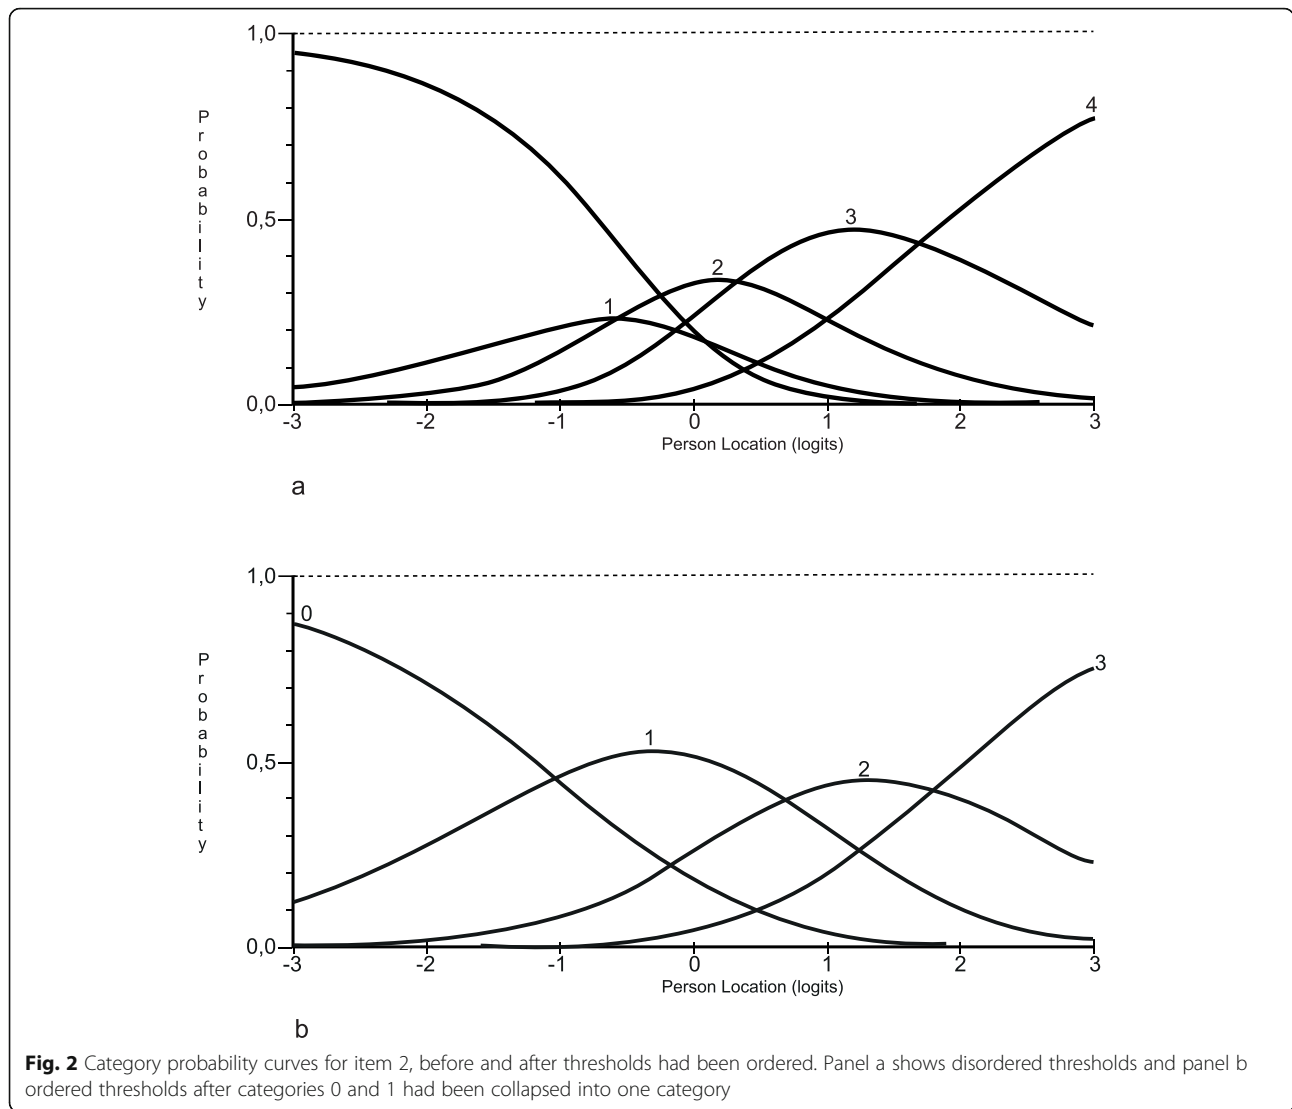 1,0
4
3
0,5
2
1
0,0
-3 -2 -1 0 1 2 3
Probability
Person Location (logits)
a
1,0
0
3
1
0,5
2
0,0
-3 -2 -1 0 1 2 3
Probability
Person Location (logits)
b
Fig. 2 Category probability curves for item 2, before and after thresholds had been ordered. Panel a shows disordered thresholds and panel b
ordered thresholds after categories 0 and 1 had been collapsed into one category